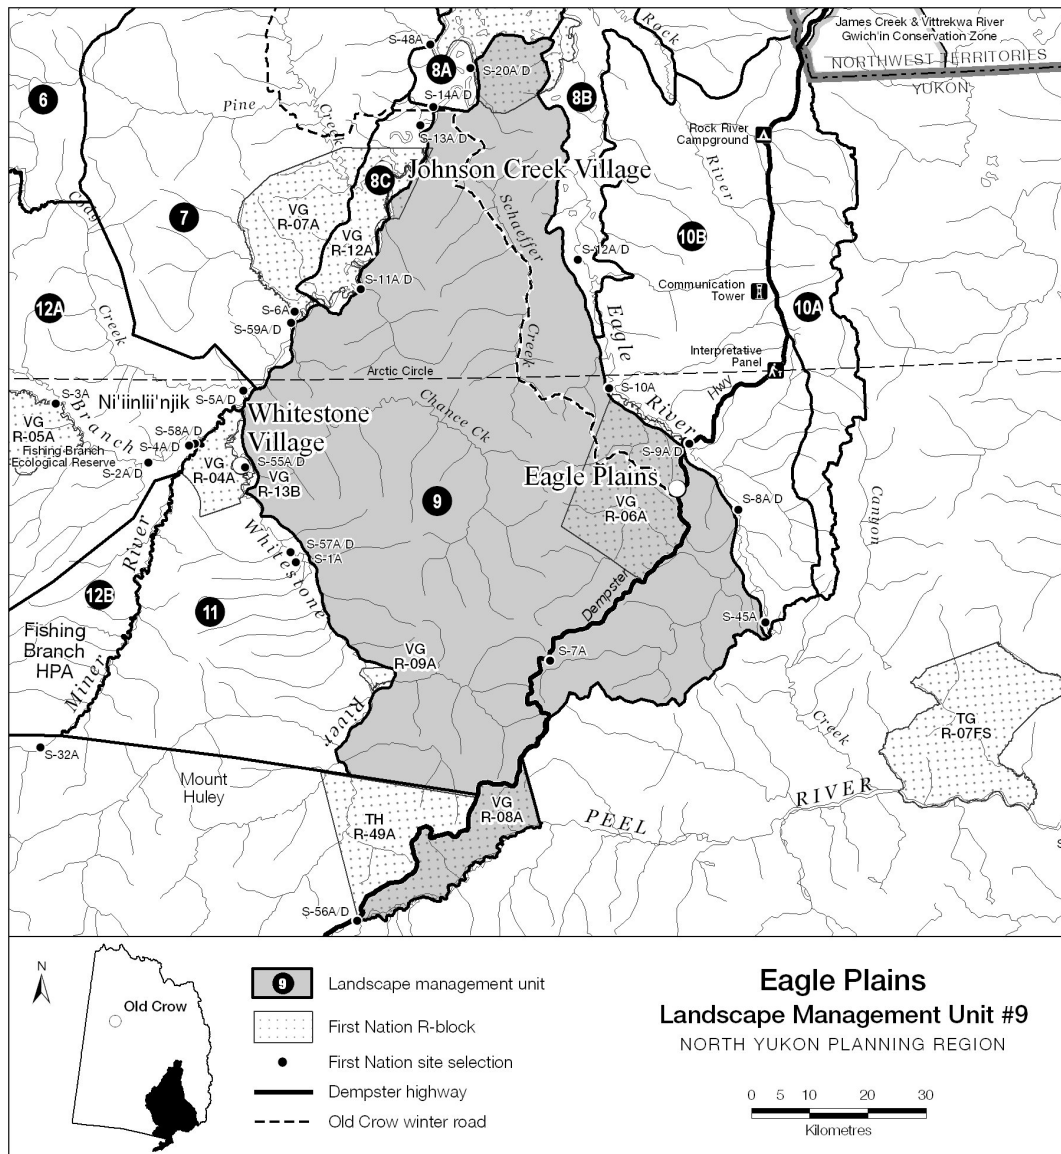 James Creek & Vittrekwa River
Gwich'in Conservation Zone
NORTHWEST TERRITORIES
YUKON
Rock
River
S-48A
8A
S-20A/D
8B
6
Pine
Creek
S-14A/D
S-13A/D
Rock River
Campground
Johnson Creek Village
8C
7
VG
R-07A
VG
R-12A
Schaeffer
Creek
10B
S-12A/D
S-11A/D
Communication
Tower
10A
12A
Creek
S-6A
S-59A/D
Eagle
River
Interpretative
Panel
Arctic Circle
Hwy
S-3A
Ni'iinlii'njik
S-5A/D
S-10A
Chance Ck
Branch
Whitestone
Village
VG
R-05A
Fishing Branch
Ecological Reserve
S-58A/D
S-4A/D
S-2A/D
VG
R-04A
S-55A/D
VG
R-13B
S-9A/D
Eagle Plains
VG
R-06A
9
S-8A/D
Canyon
Creek
Whitestone
River
S-57A/D
S-1A
Miner
River
12B
11
Dempster
Fishing
Branch
HPA
S-45A
VG
R-09A
S-7A
TG
R-07FS
S-32A
Mount
Huley
VG
R-08A
TH
R-49A
PEEL
RIVER
S-56A/D
N
Old Crow
9
Landscape management unit
First Nation R-block
First Nation site selection
Dempster highway
Old Crow winter road
Eagle Plains
Landscape Management Unit #9
NORTH YUKON PLANNING REGION
0 5 10 20 30
Kilometres